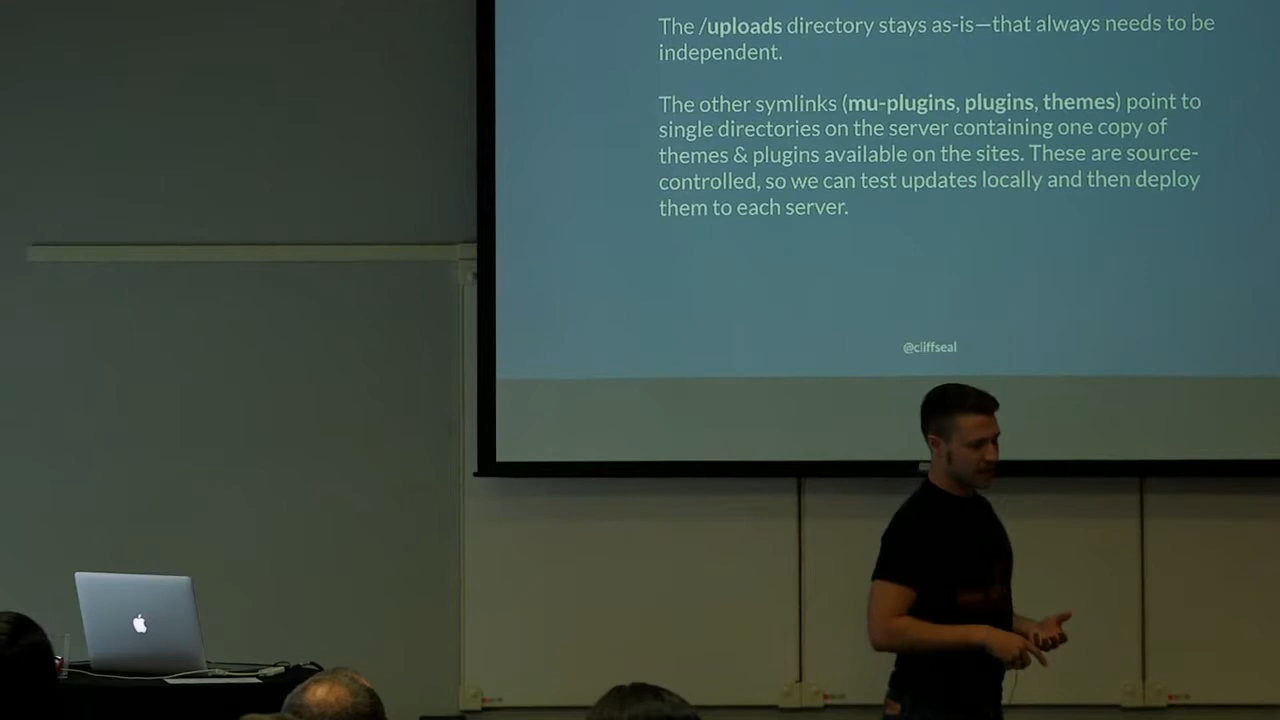 The /uploads directory stays as-is—that always needs to be
independent.
The other symlinks (mu-plugins, plugins, themes) point to
single directories on the server containing one copy of
themes & plugins available on the sites. These are source-
controlled, so we can test updates locally and then deploy
them to each server.
@cliffseal